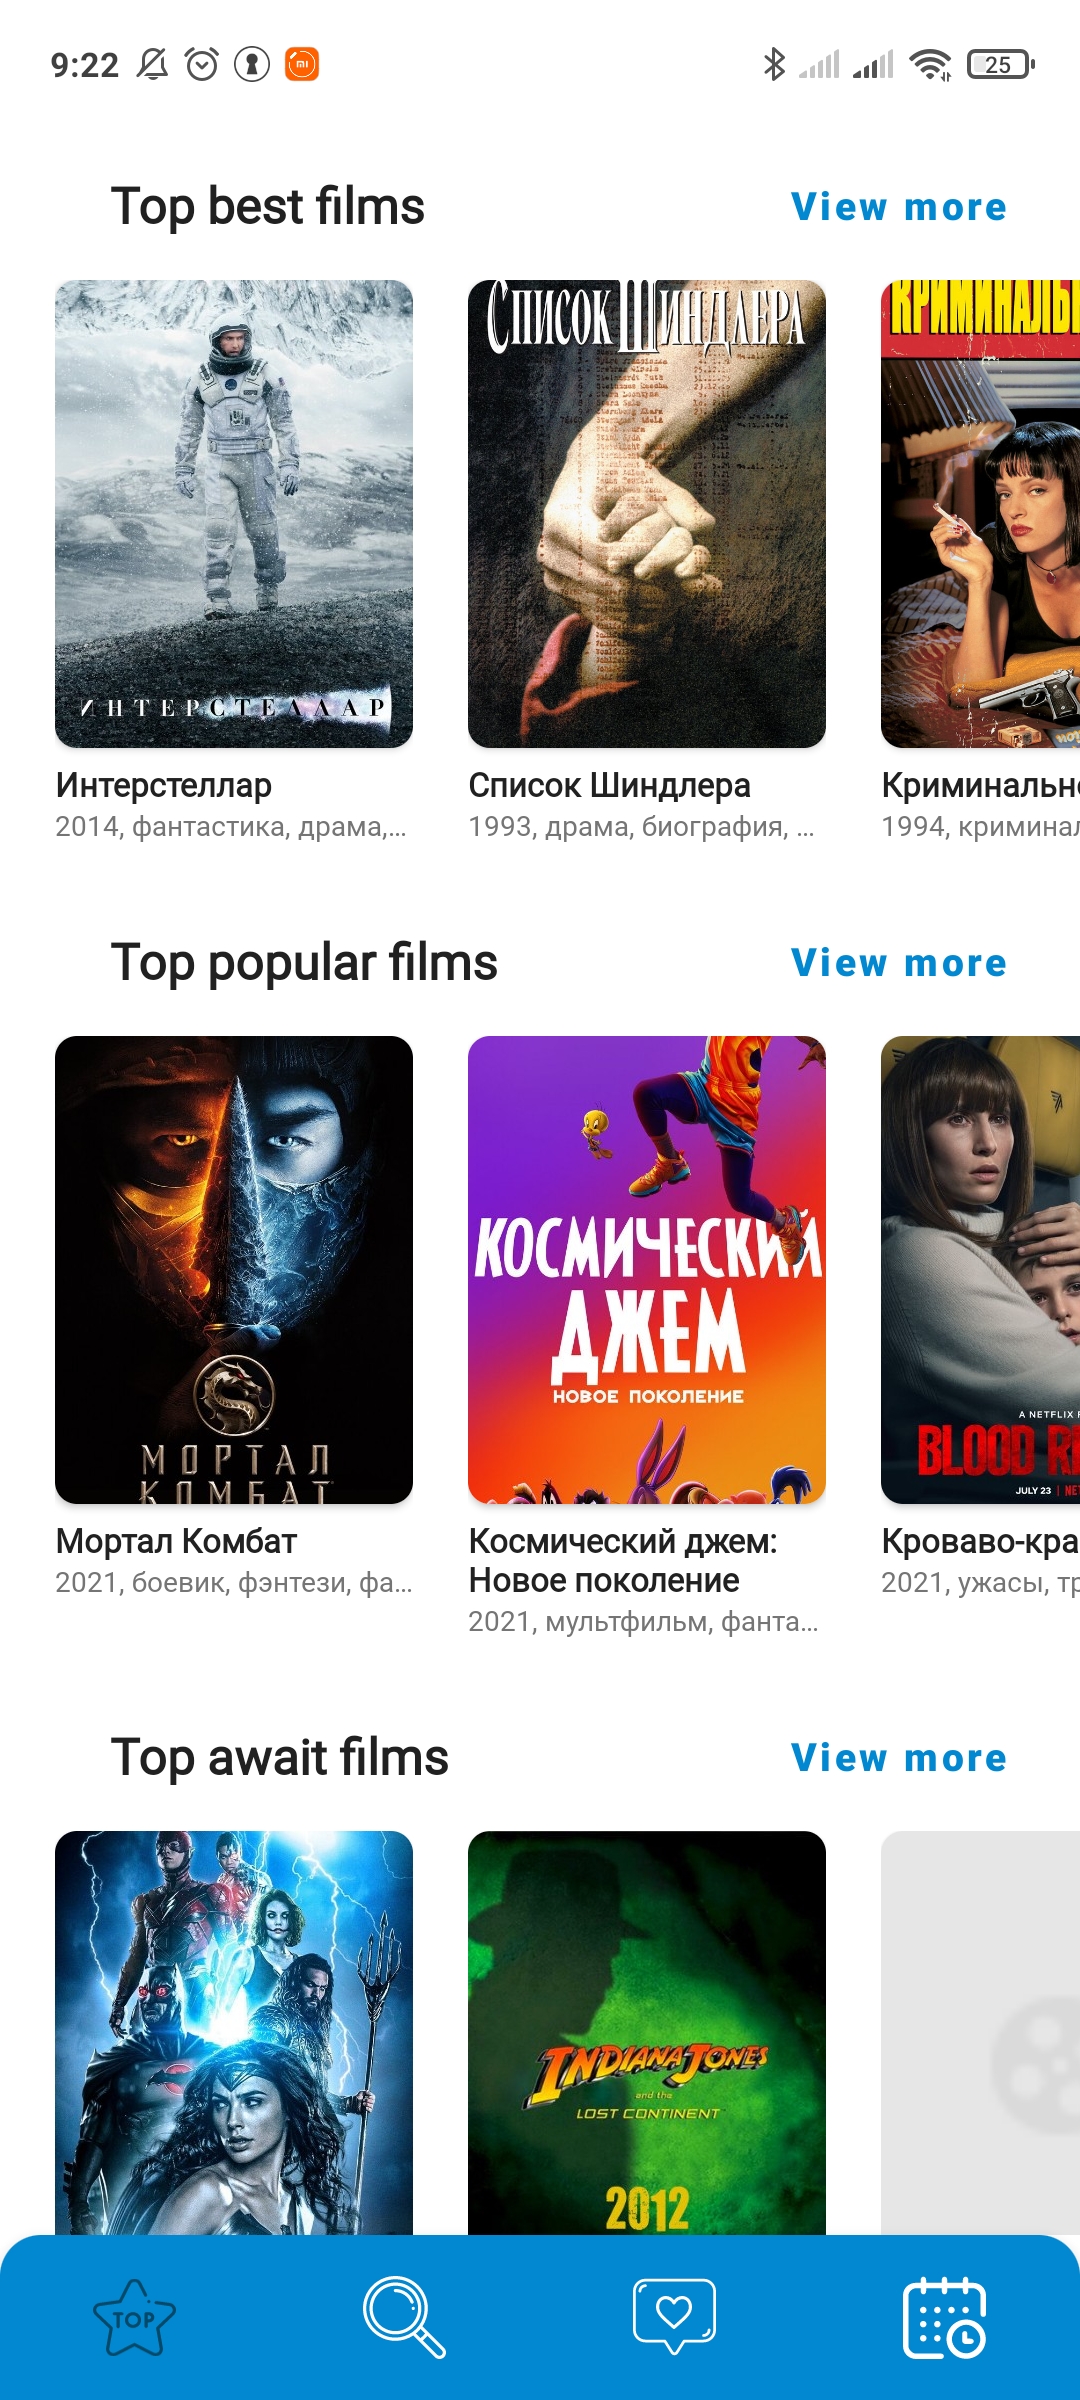 9:22
25
Top best films
View more
Список Шиндлера
КРИМИНАЛЬН
ИНТЕРСТЕЛЛАР
Интерстеллар
2014, фантастика, драма,...
Список Шиндлера
1993, драма, биография, ...
Криминальн
1994, криминал
Top popular films
View more
КОСМИЧЕСКИЙ
ДЖЕМ
НОВОЕ ПОКОЛЕНИЕ
МОРТАЛ
КОМБАТ
A NETFLIX F
BLOOD RE
JULY 23 | NET
Мортал Комбат
2021, боевик, фэнтези, фа...
Космический джем:
Новое поколение
2021, мультфильм, фанта...
Кроваво-кра
2021, ужасы, тр
Top await films
View more
INDIANA JONES
and the
LOST CONTINENT
2012
TOP